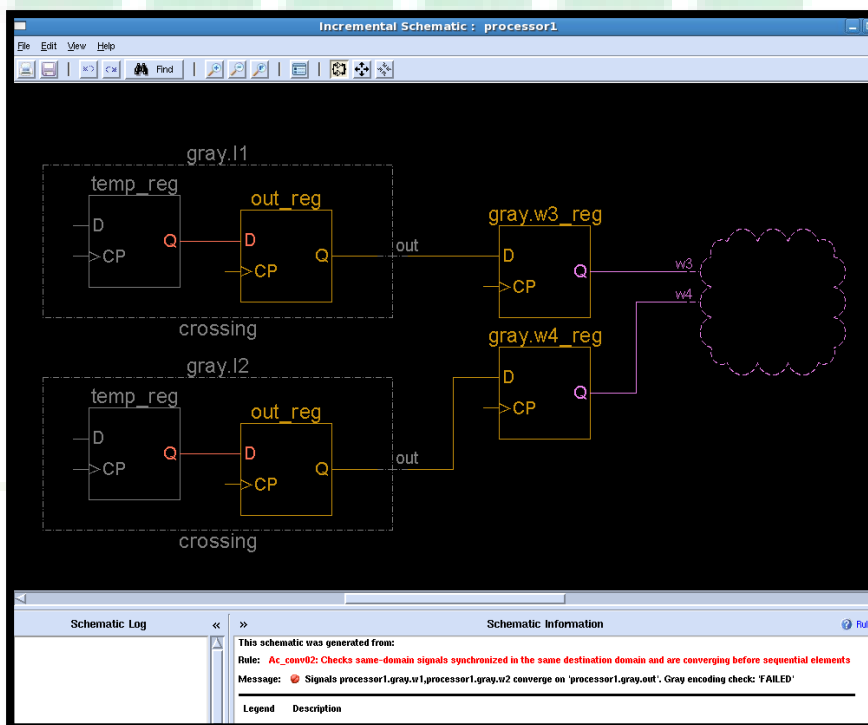 Incremental Schematic : processor1
File Edit View Help
Find
gray.I1
temp_reg
out_reg
D
Q
CP
D
Q
CP
out
crossing
gray.w3_reg
D
Q
CP
w3
w4
gray.w4_reg
D
Q
CP
gray.I2
temp_reg
out_reg
D
Q
CP
D
Q
CP
out
crossing
Schematic Log « » Schematic Information Rul
This schematic was generated from:
Rule: Ac_conv02: Checks same-domain signals synchronized in the same destination domain and are converging before sequential elements
Message: Signals processor1.gray.w1,processor1.gray.w2 converge on 'processor1.gray.out'. Gray encoding check: 'FAILED'
Legend Description